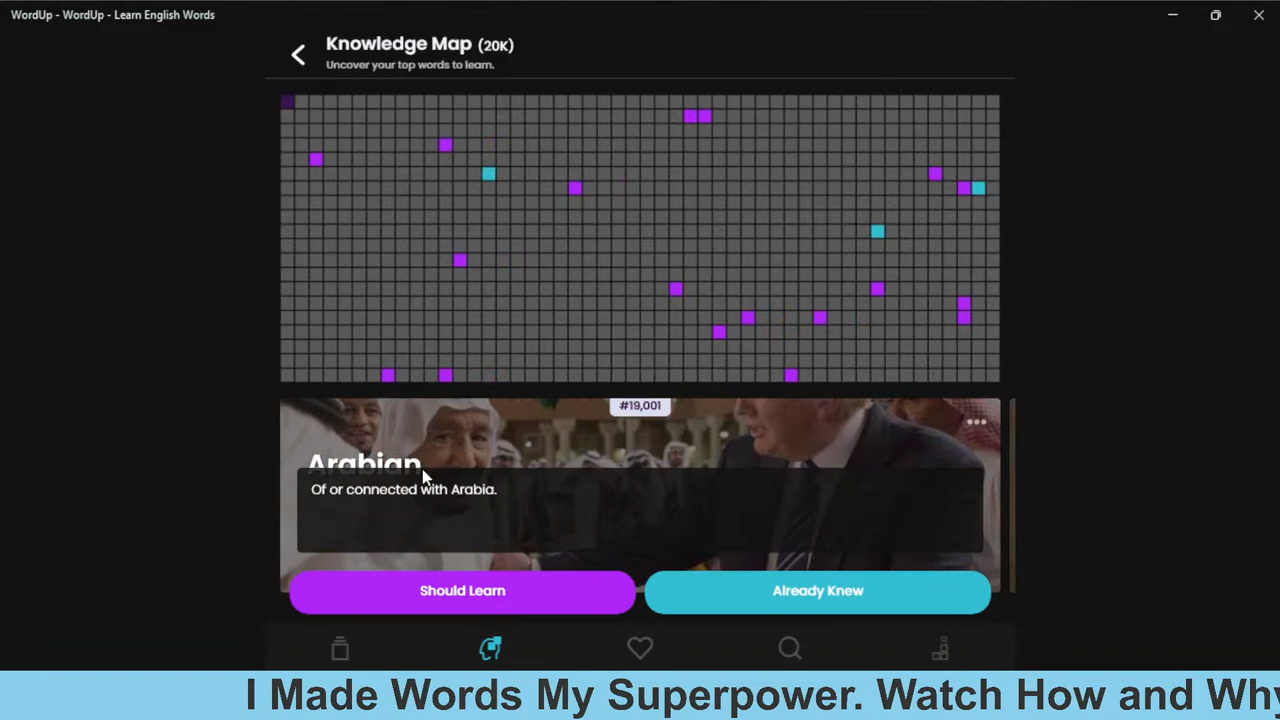 WordUp - WordUp - Learn English Words
Knowledge Map (20K)
Uncover your top words to learn.
#19,001
Arabian
Of or connected with Arabia.
Should Learn
Already Knew
I Made Words My Superpower. Watch How and Why